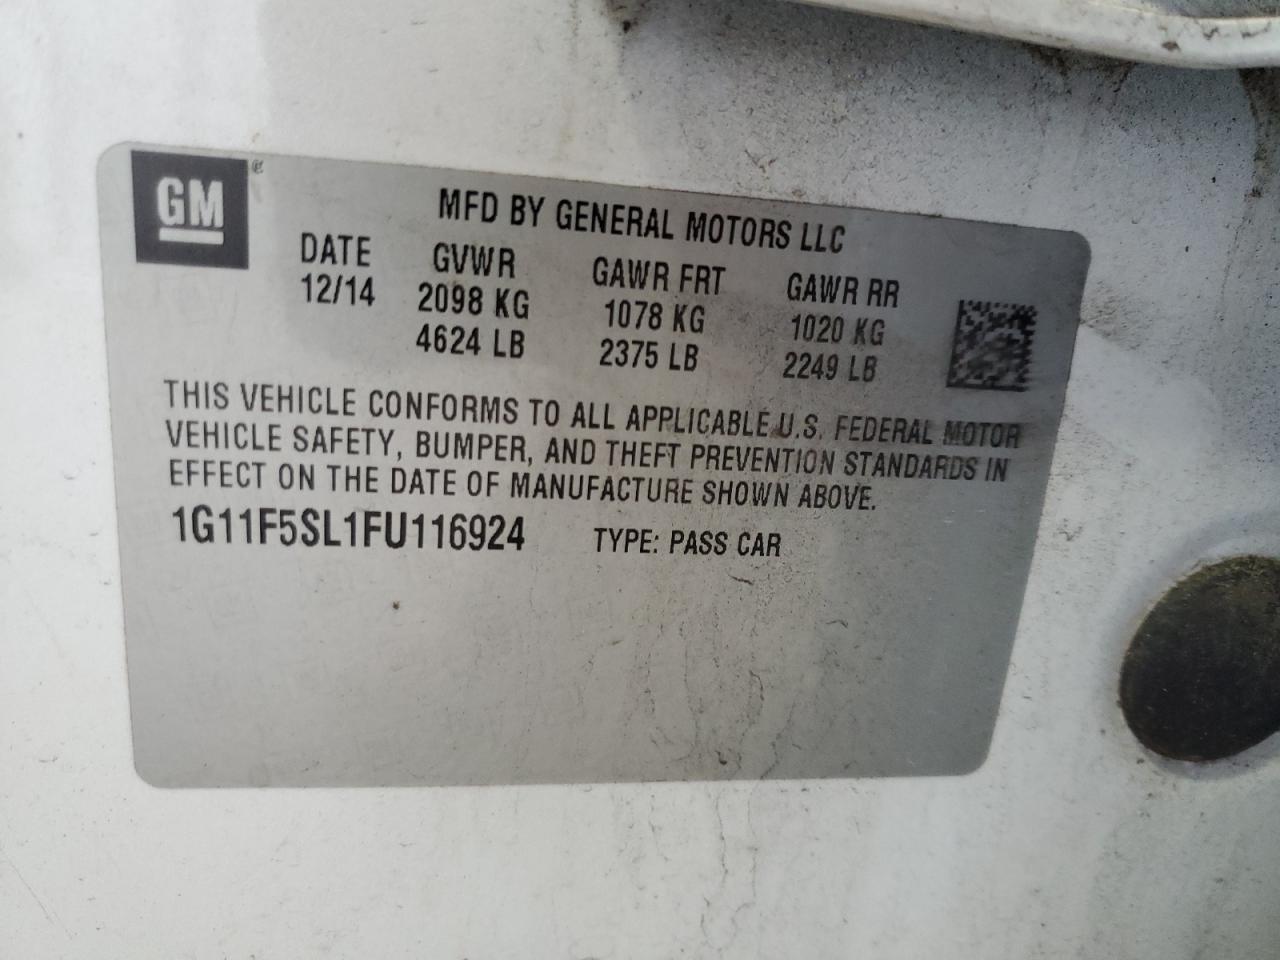 GM
MFD BY GENERAL MOTORS LLC
DATE GVWR GAWR FRT GAWR RR
12/14 2098 KG 1078 KG 1020 KG
4624 LB 2375 LB 2249 LB
THIS VEHICLE CONFORMS TO ALL APPLICABLE U.S. FEDERAL MOTOR
VEHICLE SAFETY, BUMPER, AND THEFT PREVENTION STANDARDS IN
EFFECT ON THE DATE OF MANUFACTURE SHOWN ABOVE.
1G11F5SL1FU116924 TYPE: PASS CAR